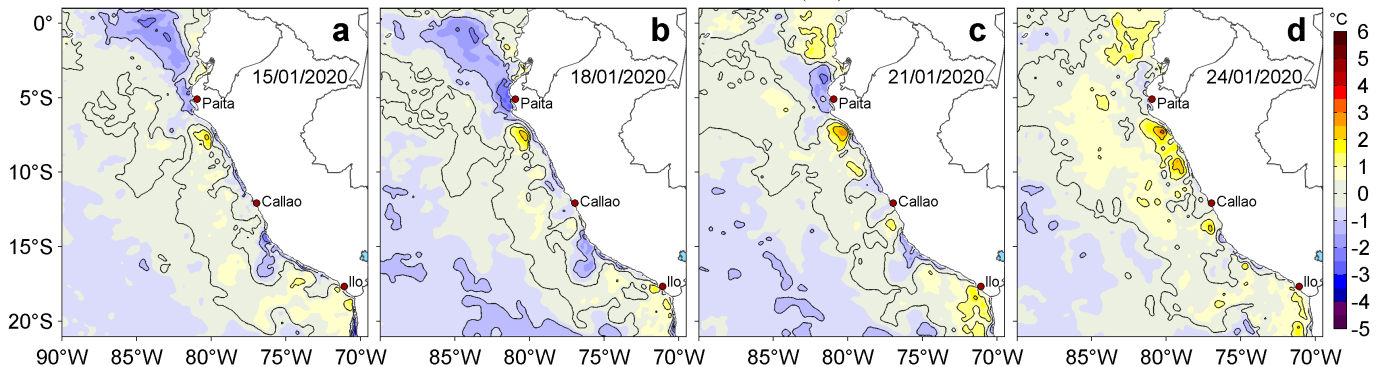 a
b
c
d
°C
0°
5°S
10°S
15°S
20°S
15/01/2020
18/01/2020
21/01/2020
24/01/2020
Paita
Paita
Paita
Paita
Callao
Callao
Callao
Callao
Ilo
Ilo
Ilo
Ilo
90°W
85°W
80°W
75°W
70°W
85°W
80°W
75°W
70°W
85°W
80°W
75°W
70°W
85°W
80°W
75°W
70°W
6
5
4
3
2
1
0
-1
-2
-3
-4
-5